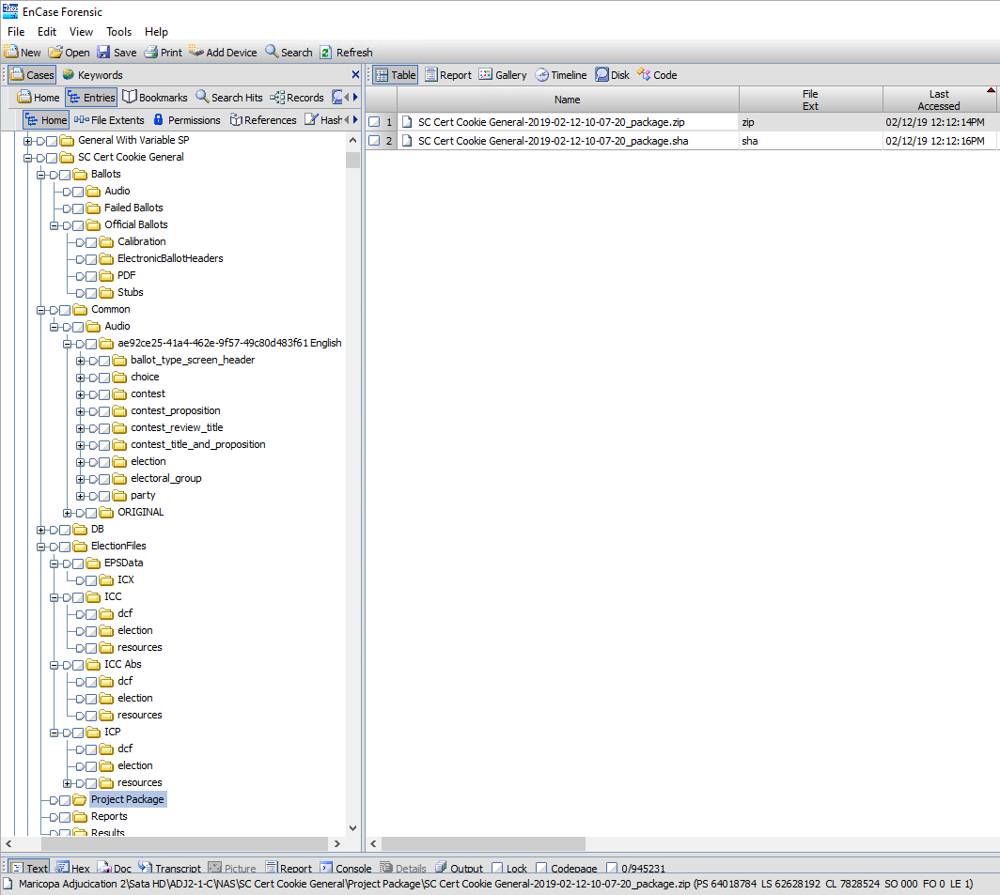 EnCase Forensic
File Edit View Tools Help
New Open Save Print Add Device Search Refresh
Cases Keywords
Home Entries Bookmarks Search Hits Records
Home File Extents Permissions References Hash
General With Variable SP
SC Cert Cookie General
Ballots
Audio
Failed Ballots
Official Ballots
Calibration
ElectronicBallotHeaders
PDF
Stubs
Common
Audio
ae92ce25-41a4-462e-9f57-49c80d483f61 English
ballot_type_screen_header
choice
contest
contest_proposition
contest_review_title
contest_title_and_proposition
election
electoral_group
party
ORIGINAL
DB
ElectionFiles
EPSData
ICX
ICC
dcf
election
resources
ICC Abs
dcf
election
resources
ICP
dcf
election
resources
Project Package
Reports
Results
Table Report Gallery Timeline Disk Code
Name File Ext Last Accessed
1 SC Cert Cookie General-2019-02-12-10-07-20_package.zip zip 02/12/19 12:12:14PM
2 SC Cert Cookie General-2019-02-12-10-07-20_package.sha sha 02/12/19 12:12:16PM
Text Hex Doc Transcript Picture Report Console Details Output Lock Codepage 0/945231
Maricopa Adjucication 2\Sata HD\ADJ2-1-C\NAS\SC Cert Cookie General\Project Package\SC Cert Cookie General-2019-02-12-10-07-20_package.zip (PS 64018784 LS 62628192 CL 7828524 SO 000 FO 0 LE 1)